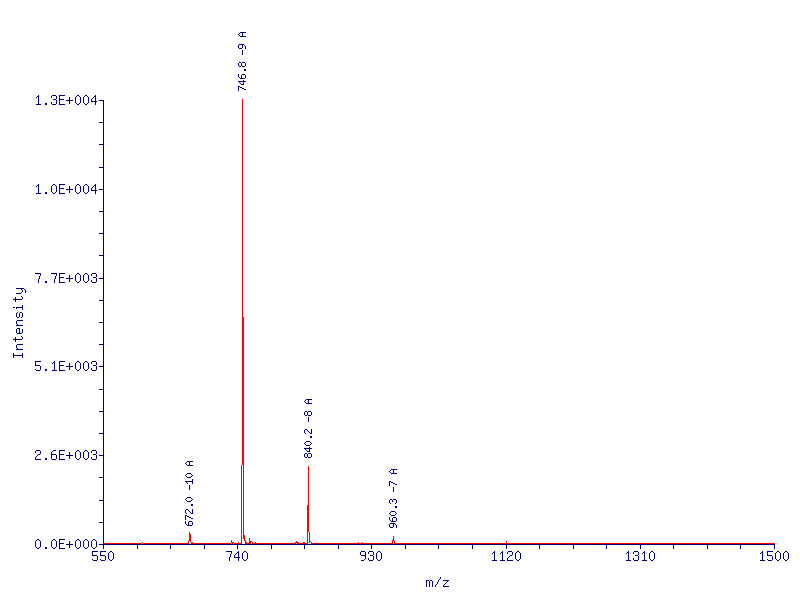 746.8 -9 A
1.3E+004
1.0E+004
7.7E+003
5.1E+003
2.6E+003
0.0E+000
Intensity
840.2 -8 A
672.0 -10 A
960.3 -7 A
550 740 930 1120 1310 1500
m/z